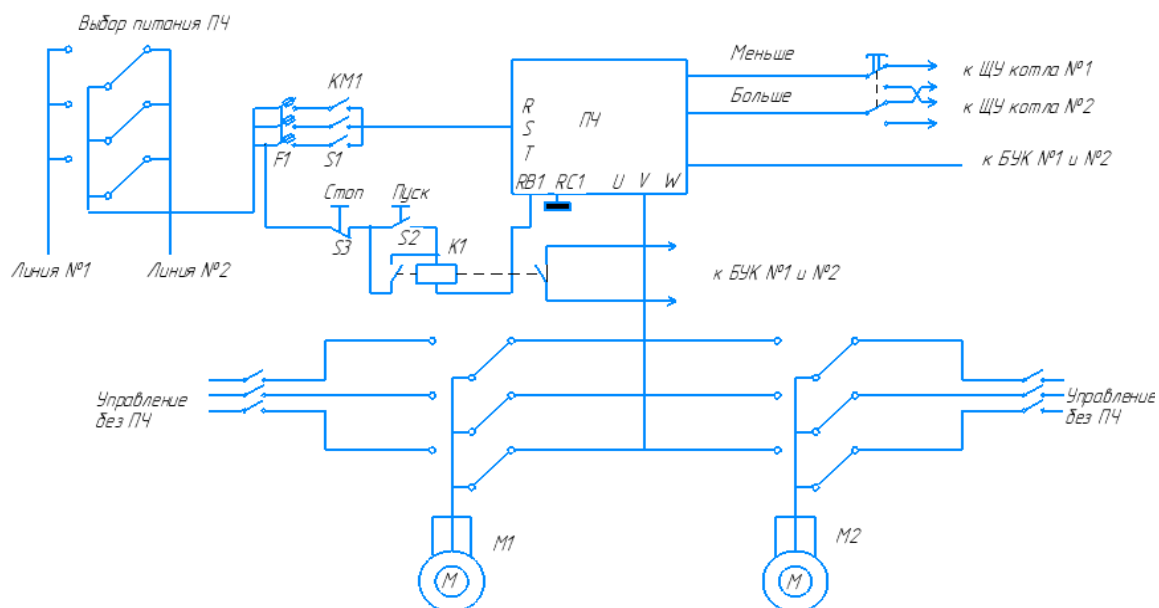 Выбор питания ПЧ
Линия №1
Линия №2
КМ1
F1
S1
Стоп
Пуск
S3
S2
К1
R
S
T
ПЧ
RB1
RC1
U
V
W
Меньше
Больше
к ЩУ котла №1
к ЩУ котла №2
к БУК №1 и №2
к БУК №1 и №2
Управление
без ПЧ
Управление
без ПЧ
М1
М2
М
М